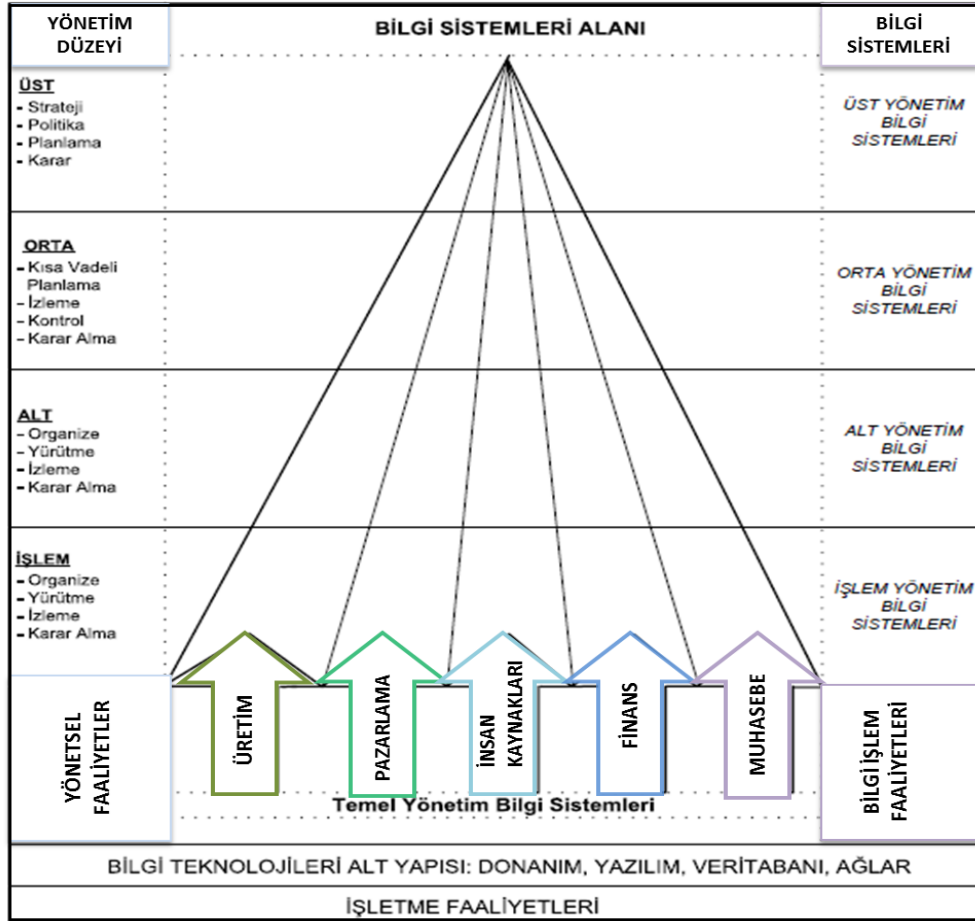 YÖNETİM
DÜZEYİ
BİLGİ SİSTEMLERİ ALANI
BİLGİ
SİSTEMLERİ
ÜST
- Strateji
- Politika
- Planlama
- Karar
ÜST YÖNETİM
BİLGİ
SİSTEMLERİ
ORTA
- Kısa Vadeli
Planlama
- İzleme
- Kontrol
- Karar Alma
ORTA YÖNETİM
BİLGİ
SİSTEMLERİ
ALT
- Organize
- Yürütme
- İzleme
- Karar Alma
ALT YÖNETİM
BİLGİ
SİSTEMLERİ
İŞLEM
- Organize
- Yürütme
- İzleme
- Karar Alma
İŞLEM YÖNETİM
BİLGİ
SİSTEMLERİ
YÖNETSEL
FAALİYETLER
ÜRETİM
PAZARLAMA
İNSAN
KAYNAKLARI
FİNANS
MUHASEBE
BİLGİ İŞLEM
FAALİYETLERİ
Temel Yönetim Bilgi Sistemleri
BİLGİ TEKNOLOJİLERİ ALT YAPISI: DONANIM, YAZILIM, VERİTABANI, AĞLAR
İŞLETME FAALİYETLERİ